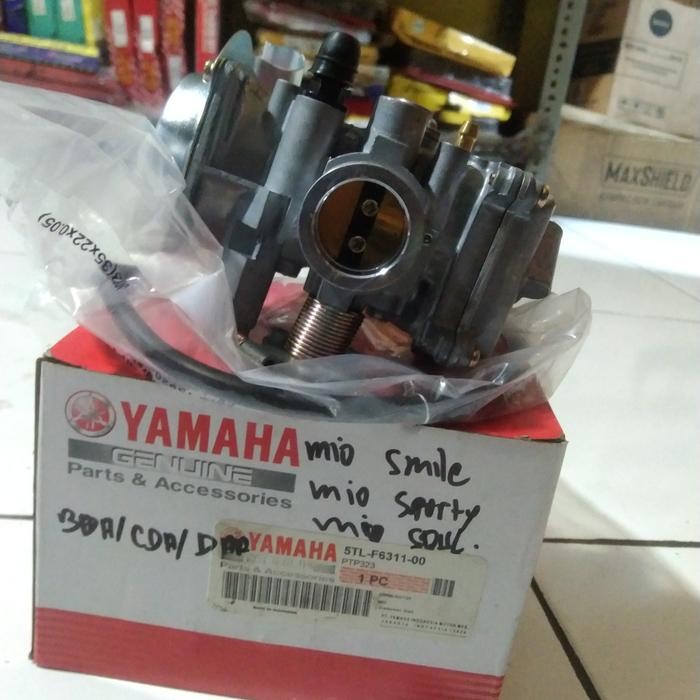 MAXSHIELD
(35x22x005)
YAMAHA
GENUINE
Parts & Accessories
mio smile
mio sporty
mio soul.
YAMAHA
Parts & Accessories
5TL-F6311-00
PTP323
1 PC